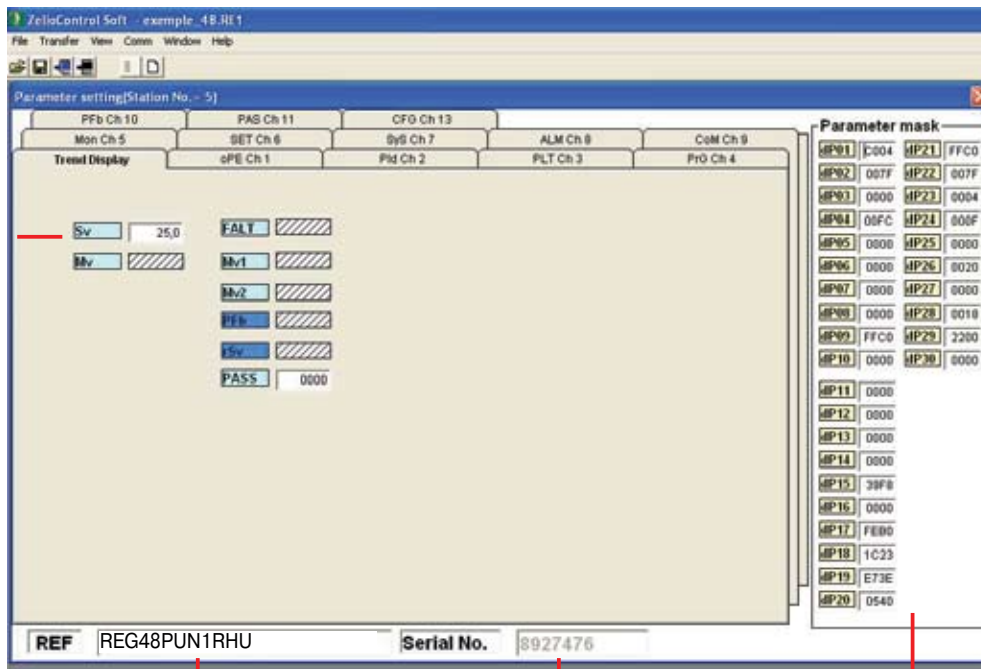 ZelioControl Soft - exemple_48.RE1
File Transfer View Comm Window Help
Parameter setting(Station No.- 5)
PFb Ch 10 PAS Ch 11 CFG Ch 13
Mon Ch 5 SET Ch 6 SyS Ch 7 ALM Ch 8 CoM Ch 9
Trend Display oPE Ch 1 PId Ch 2 PLT Ch 3 PrO Ch 4
Sv 25,0 FALT
Mv Mv1
Mv2
PFb
rSv
PASS 0000
Parameter mask
dP01 C004 dP21 FFC0
dP02 007F dP22 007F
dP03 0000 dP23 0004
dP04 00FC dP24 000F
dP05 0000 dP25 0000
dP06 0000 dP26 0020
dP07 0000 dP27 0000
dP08 0000 dP28 0018
dP09 FFC0 dP29 2200
dP10 0000 dP30 0000
dP11 0000
dP12 0000
dP13 0000
dP14 0000
dP15 39F8
dP16 0000
dP17 FEB0
dP18 1C23
dP19 E73E
dP20 0540
REF REG48PUN1RHU Serial No. 8927476